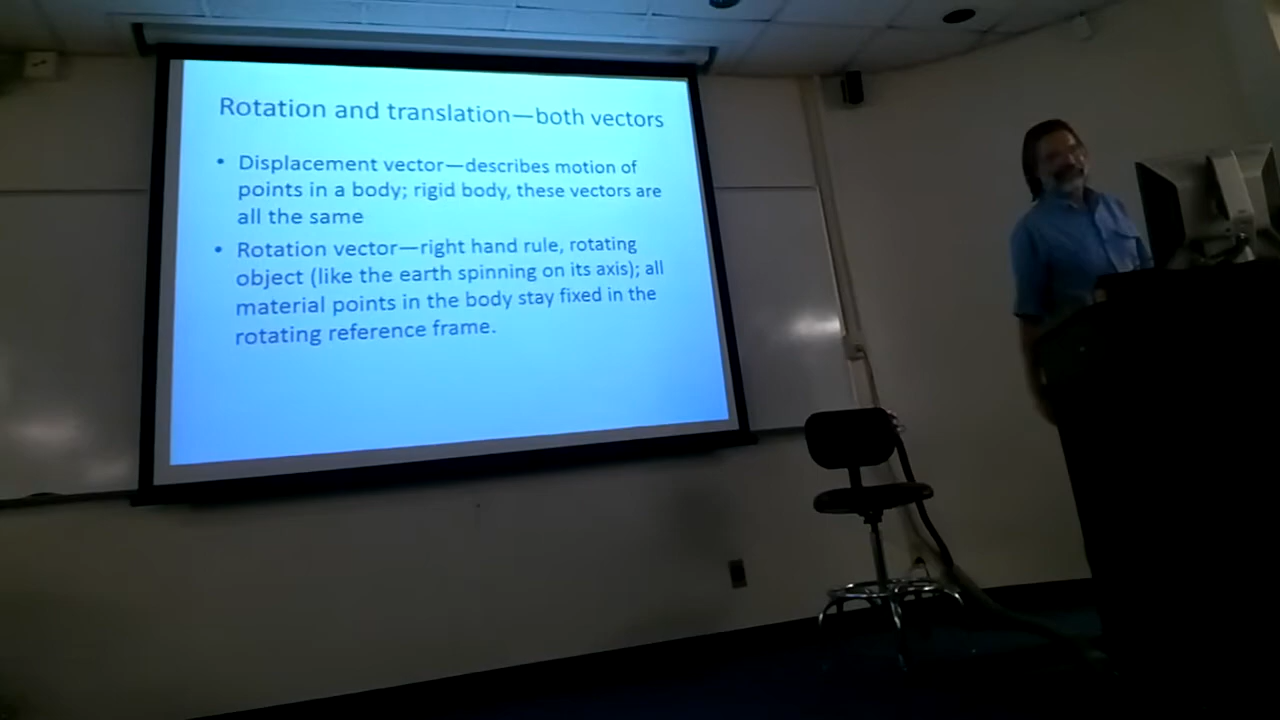 Rotation and translation—both vectors
• Displacement vector—describes motion of
points in a body; rigid body, these vectors are
all the same
• Rotation vector—right hand rule, rotating
object (like the earth spinning on its axis); all
material points in the body stay fixed in the
rotating reference frame.